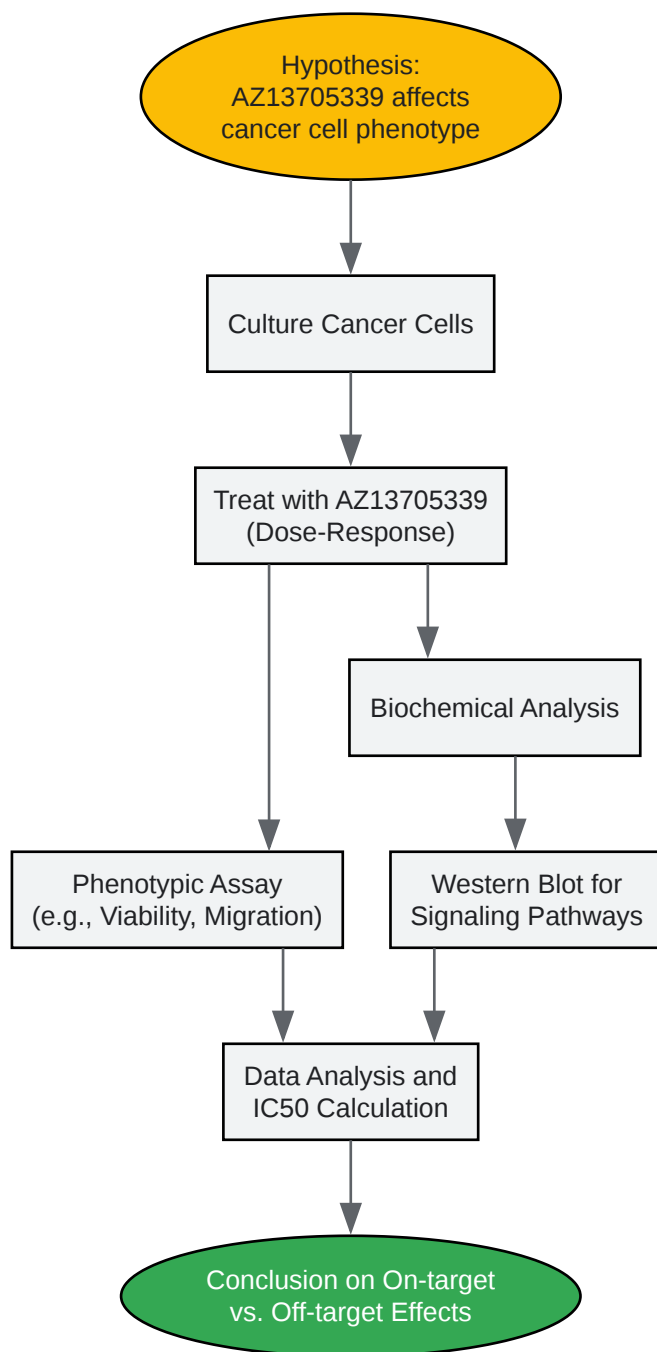 Hypothesis:
AZ13705339 affects
cancer cell phenotype
Culture Cancer Cells
Treat with AZ13705339
(Dose-Response)
Biochemical Analysis
Phenotypic Assay
(e.g., Viability, Migration)
Western Blot for
Signaling Pathways
Data Analysis and
IC50 Calculation
Conclusion on On-target
vs. Off-target Effects